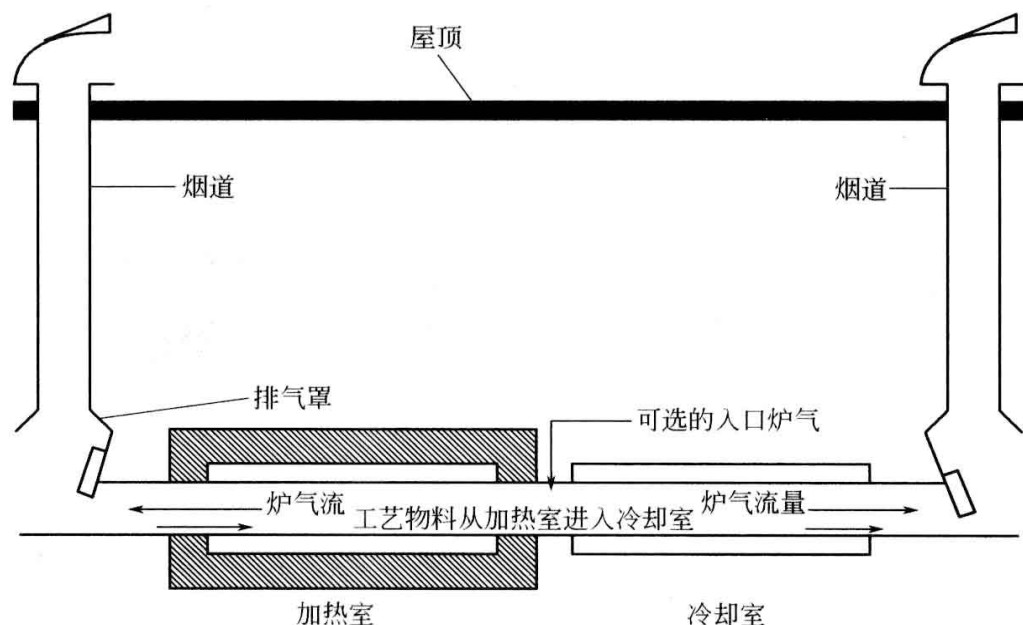 屋顶
烟道
烟道
排气罩
可选的入口炉气
炉气流
炉气流量
工艺物料从加热室进入冷却室
加热室
冷却室